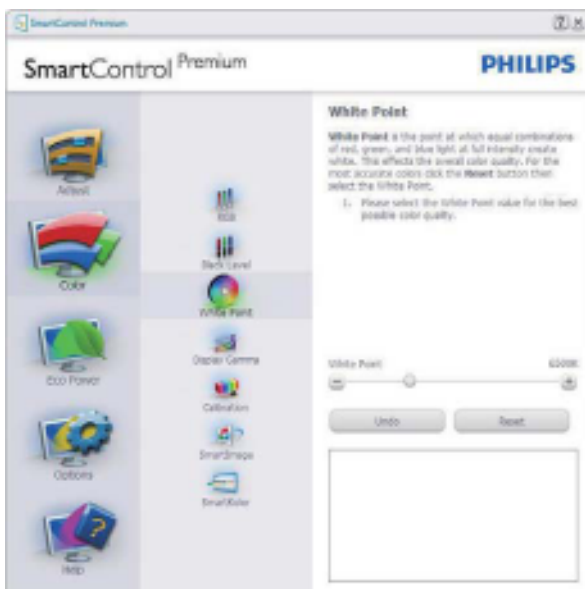 SmartControl Premium
SmartControl Premium
PHILIPS
Adjust
Color
Eco Power
Options
Help
RGB
Black Level
White Point
Display Gamma
Calibration
SmartImage
SmartKolor
White Point
White Point is the point at which equal combinations
of red, green, and blue light at full intensity create
white. This effects the overall color quality. For the
most accurate colors click the Reset button then
select the White Point.
1. Please select the White Point value for the best
possible color quality.
White Point 6500K
Undo Reset